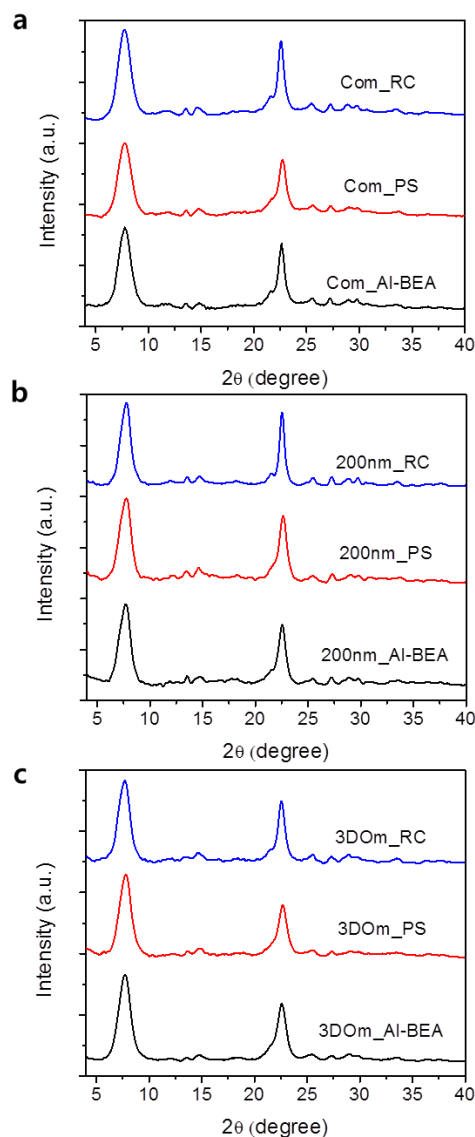 a
Intensity (a.u.)
Com_RC
Com_PS
Com_Al-BEA
5 10 15 20 25 30 35 40
2θ (degree)
b
Intensity (a.u.)
200nm_RC
200nm_PS
200nm_Al-BEA
5 10 15 20 25 30 35 40
2θ (degree)
c
Intensity (a.u.)
3DOm_RC
3DOm_PS
3DOm_Al-BEA
5 10 15 20 25 30 35 40
2θ (degree)